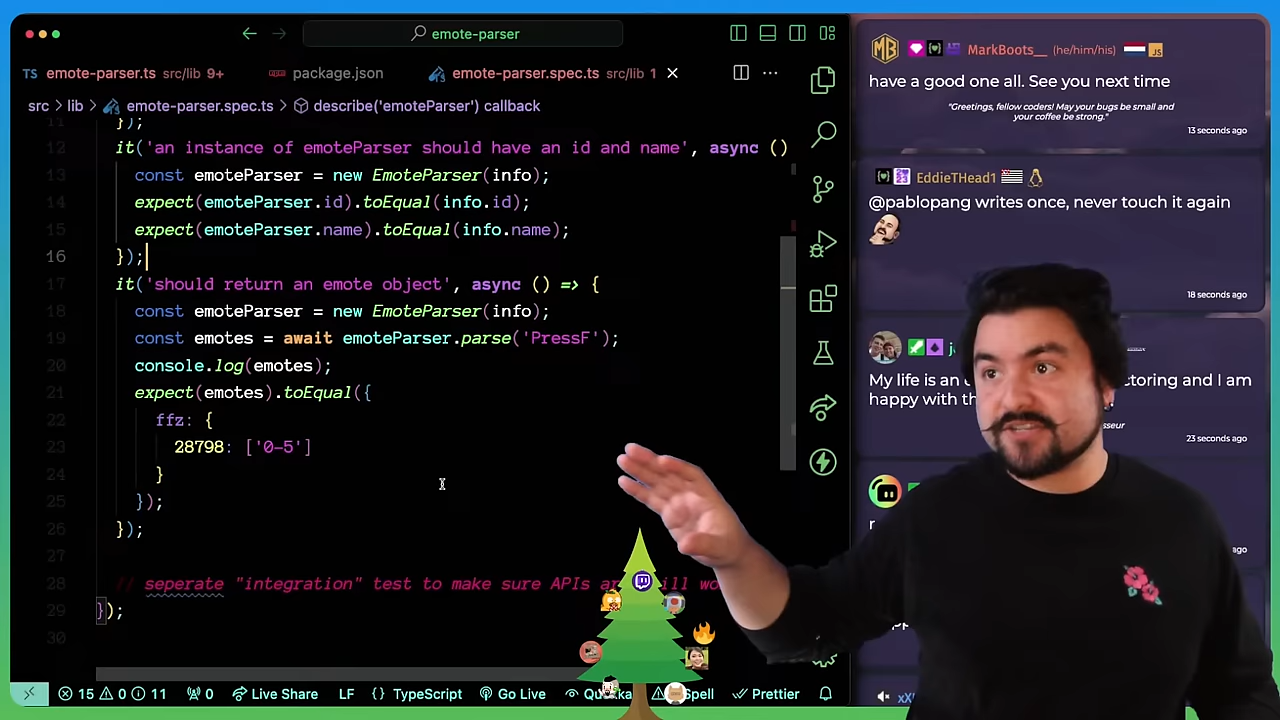 emote-parser
TS emote-parser.ts src/lib 9+
package.json
emote-parser.spec.ts src/lib 1
src > lib > emote-parser.spec.ts > describe('emoteParser') callback
11 });
12 it('an instance of emoteParser should have an id and name', async ()
13 const emoteParser = new EmoteParser(info);
14 expect(emoteParser.id).toEqual(info.id);
15 expect(emoteParser.name).toEqual(info.name);
16 });
17 it('should return an emote object', async () => {
18 const emoteParser = new EmoteParser(info);
19 const emotes = await emoteParser.parse('PressF');
20 console.log(emotes);
21 expect(emotes).toEqual({
22 ffz: {
23 28798: ['0-5']
24 }
25 });
26 });
27
28 // seperate "integration" test to make sure APIs
29 });
30
15 0 11 0 Live Share LF {} TypeScript Go Live Spell Prettier
MB MarkBoots__ (he/him/his) JS
have a good one all. See you next time
"Greetings, fellow coders! May your bugs be small and
your coffee be strong."
13 seconds ago
EddieTHead1
@pablopang writes once, never touch it again
18 seconds ago
My life is an
and I am
happy with
23 seconds ago
ago